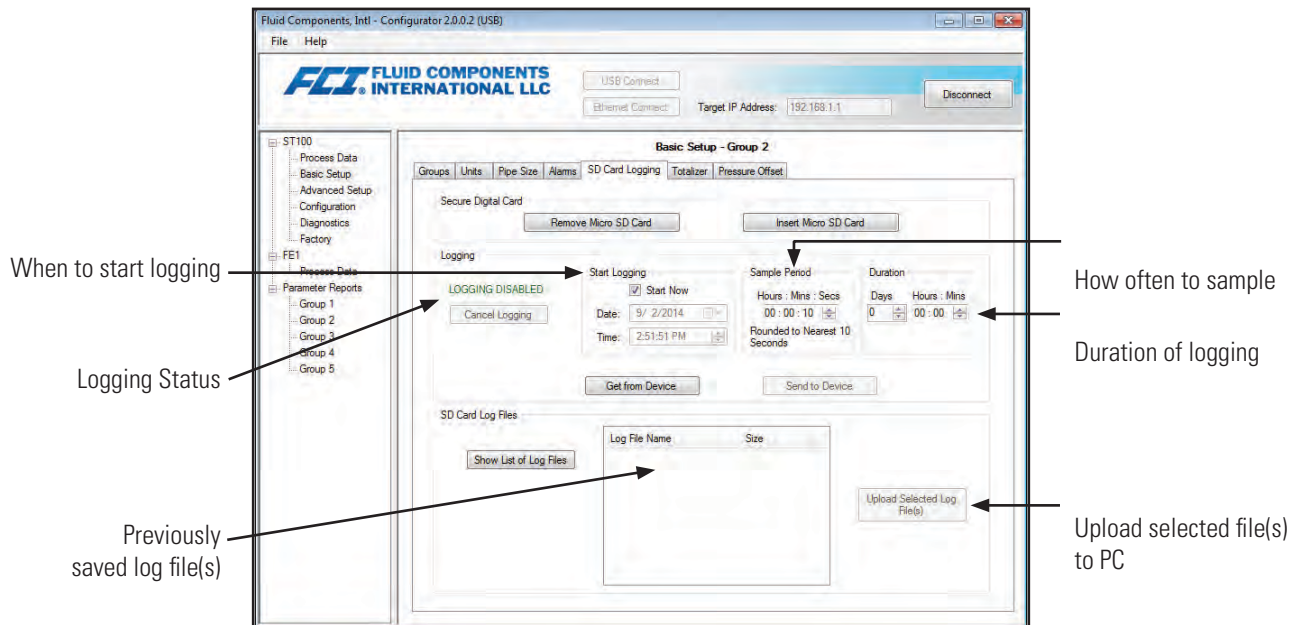 Fluid Components, Intl - Configurator 2.0.0.2 (USB)
File Help
FCI FLUID COMPONENTS
® INTERNATIONAL LLC
USB Connect
Ethernet Connect
Target IP Address: 192.168.1.1
Disconnect
ST100
Process Data
Basic Setup
Advanced Setup
Configuration
Diagnostics
Factory
FE1
Process Data
Parameter Reports
Group 1
Group 2
Group 3
Group 4
Group 5
Basic Setup - Group 2
Groups Units Pipe Size Alarms SD Card Logging Totalizer Pressure Offset
Secure Digital Card
Remove Micro SD Card
Insert Micro SD Card
Logging
LOGGING DISABLED
Cancel Logging
Start Logging
Start Now
Date: 9/ 2/2014
Time: 2:51:51 PM
Sample Period
Hours : Mins : Secs
00 : 00 : 10
Rounded to Nearest 10
Seconds
Duration
Days Hours : Mins
0 00 : 00
Get from Device
Send to Device
SD Card Log Files
Show List of Log Files
Log File Name Size
Upload Selected Log
File(s)
When to start logging
Logging Status
Previously
saved log file(s)
How often to sample
Duration of logging
Upload selected file(s)
to PC